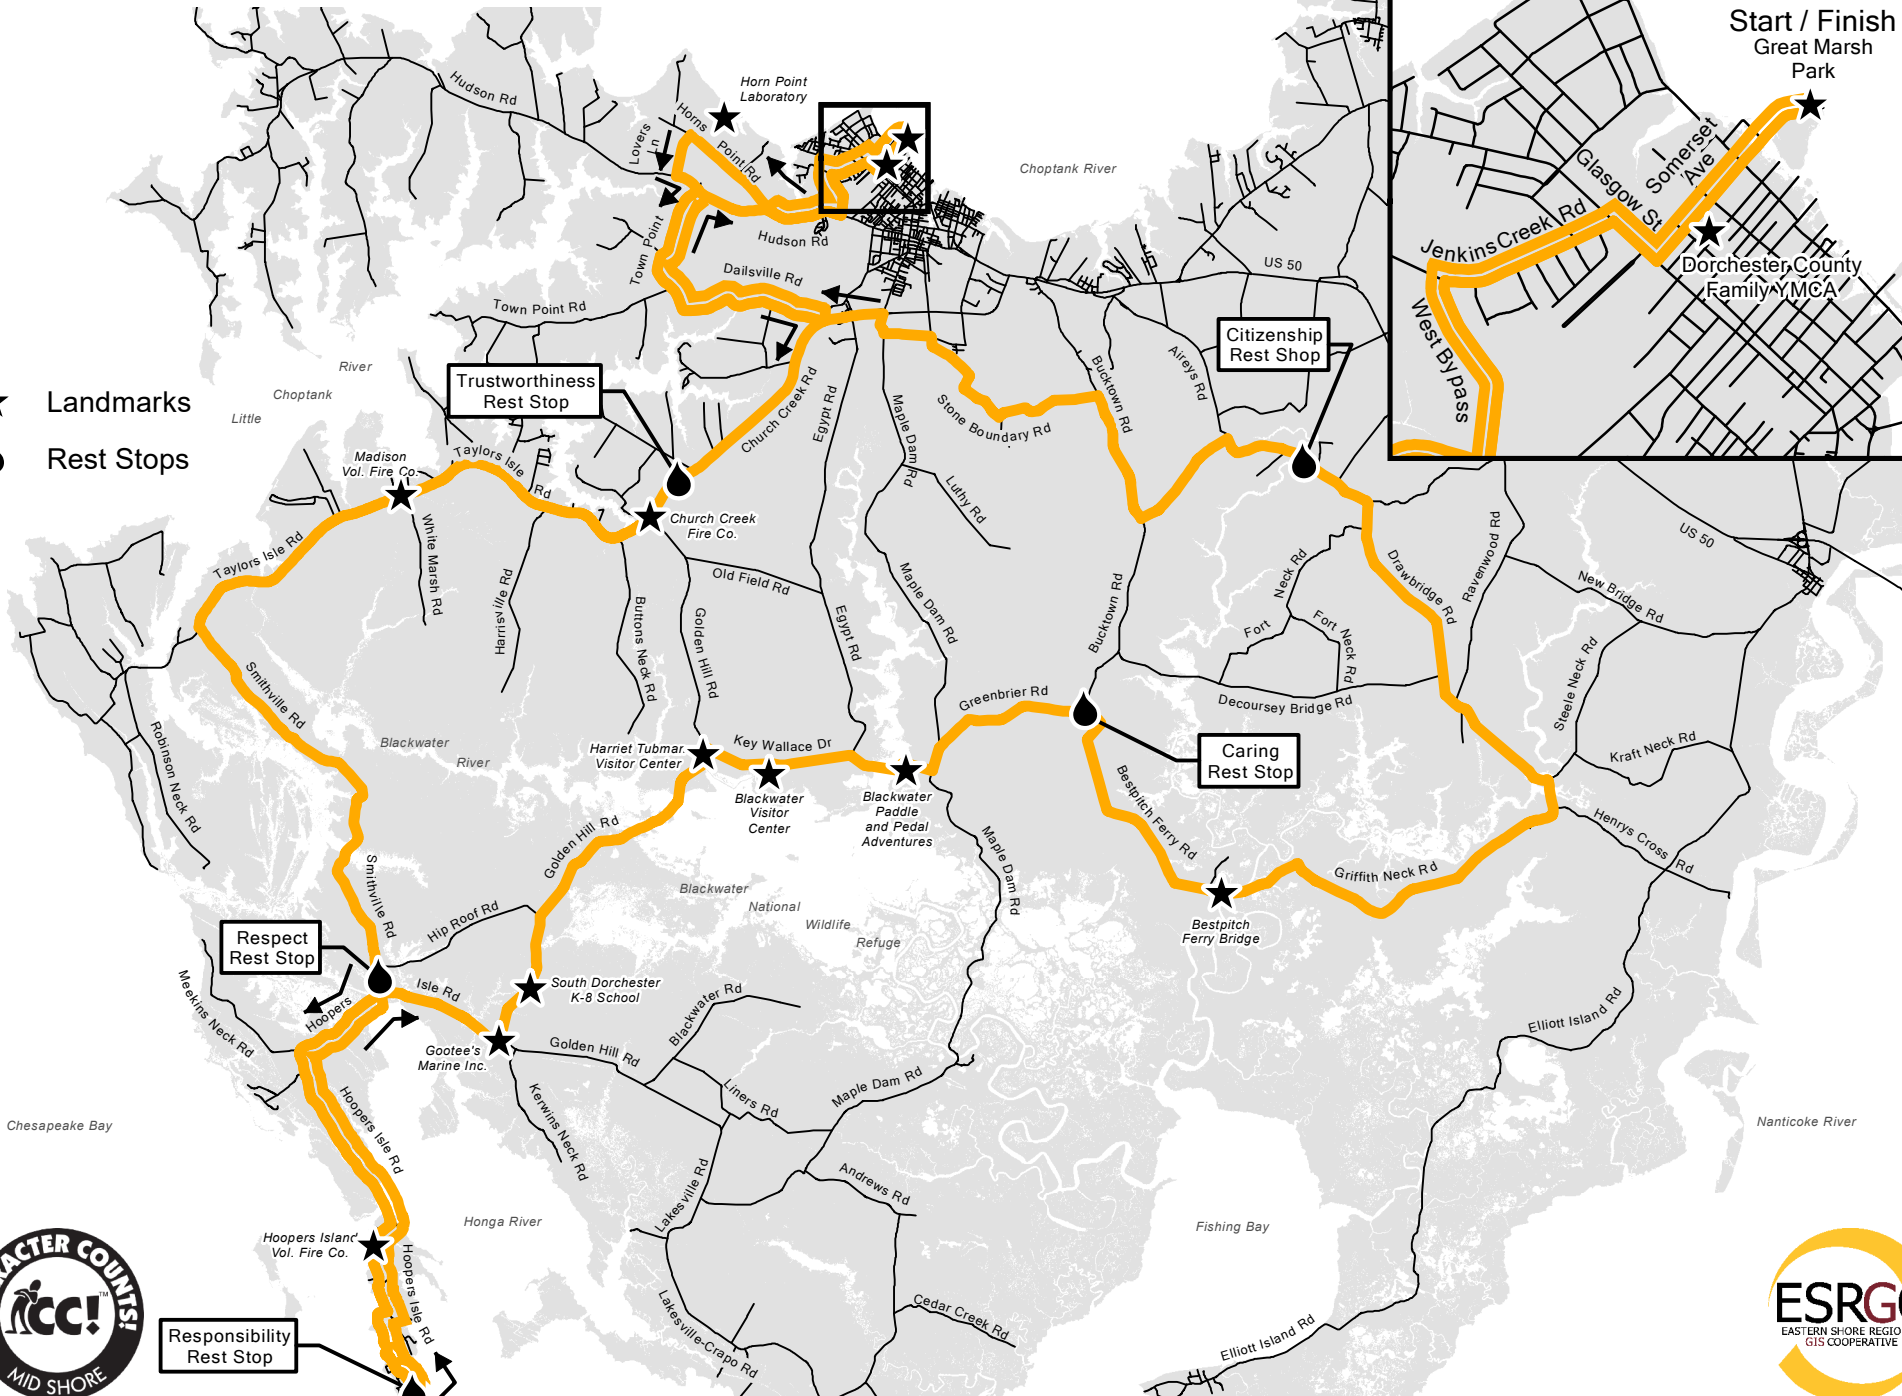 Start / Finish
Great Marsh
Park
Somerset
Ave
Glasgow St
Jenkins Creek Rd
West Bypass
Dorchester County
Family YMCA
Hudson Rd
Horn Point
Laboratory
Lovers
Ln
Horns
Point Rd
Choptank River
Town Point
Hudson Rd
Dailsville Rd
US 50
Town Point Rd
Citizenship
Rest Shop
Trustworthiness
Rest Stop
River
Choptank
Little
Landmarks
Rest Stops
Church Creek Rd
Egypt Rd
Maple Dam Rd
Stone Boundary Rd
Bucktown Rd
Aireys Rd
Madison
Vol. Fire Co.
Taylors Isle
Rd
Luthy Rd
Church Creek
Fire Co.
White Marsh Rd
Taylors Isle Rd
Harrisville Rd
Buttons Neck Rd
Old Field Rd
Golden Hill Rd
Egypt Rd
Maple Dam Rd
Bucktown Rd
Neck Rd
Fort
Fort Neck Rd
Drawbridge Rd
Ravenwood Rd
US 50
New Bridge Rd
Steele Neck Rd
Kraft Neck Rd
Decoursey Bridge Rd
Smithville Rd
Robinson Neck Rd
Blackwater
River
Harriet Tubman
Visitor Center
Key Wallace Dr
Greenbrier Rd
Caring
Rest Stop
Blackwater
Visitor
Center
Blackwater
Paddle
and Pedal
Adventures
Bestpitch Ferry Rd
Henrys Cross Rd
Golden Hill Rd
Maple Dam Rd
Griffith Neck Rd
Smithville Rd
Hip Roof Rd
Blackwater
National
Wildlife
Refuge
Bestpitch
Ferry Bridge
Respect
Rest Stop
Meekins Neck Rd
Hoopers
Isle Rd
South Dorchester
K-8 School
Blackwater Rd
Elliott Island Rd
Gootee's
Marine Inc.
Golden Hill Rd
Liners Rd
Maple Dam Rd
Kerwins Neck Rd
Hoopers Isle Rd
Chesapeake Bay
Nanticoke River
Lakesville Rd
Andrews Rd
Honga River
Fishing Bay
Hoopers Island
Vol. Fire Co.
Hoopers Isle Rd
Lakesville-Crapo Rd
Cedar Creek Rd
Elliott Island Rd
Responsibility
Rest Stop
COUNTS!
CC!™
MID SHORE
ESRG
EASTERN SHORE
GIS COOPERATIVE